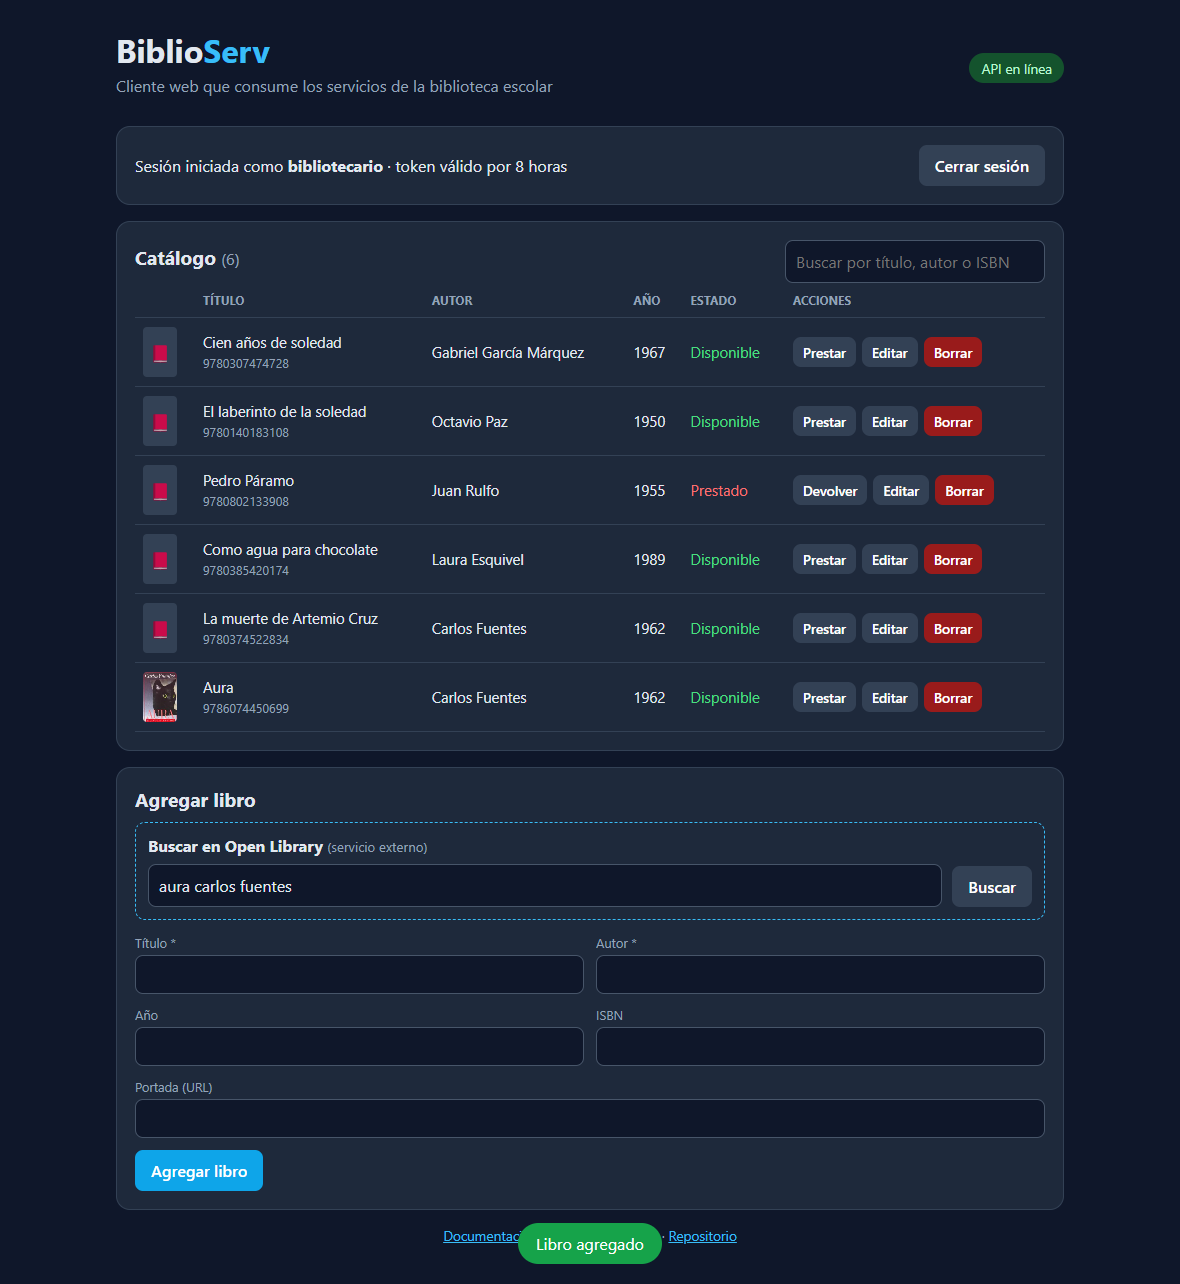 BiblioServ
Cliente web que consume los servicios de la biblioteca escolar
API en línea
Sesión iniciada como bibliotecario · token válido por 8 horas
Cerrar sesión
Catálogo (6)
Buscar por título, autor o ISBN
TÍTULO AUTOR AÑO ESTADO ACCIONES
Cien años de soledad
9780307474728
Gabriel García Márquez 1967 Disponible Prestar Editar Borrar
El laberinto de la soledad
9780140183108
Octavio Paz 1950 Disponible Prestar Editar Borrar
Pedro Páramo
9780802133908
Juan Rulfo 1955 Prestado Devolver Editar Borrar
Como agua para chocolate
9780385420174
Laura Esquivel 1989 Disponible Prestar Editar Borrar
La muerte de Artemio Cruz
9780374522834
Carlos Fuentes 1962 Disponible Prestar Editar Borrar
Aura
9786074450699
Carlos Fuentes 1962 Disponible Prestar Editar Borrar
Agregar libro
Buscar en Open Library (servicio externo)
aura carlos fuentes
Buscar
Título * Autor *
Año ISBN
Portada (URL)
Agregar libro
· Repositorio
Libro agregado